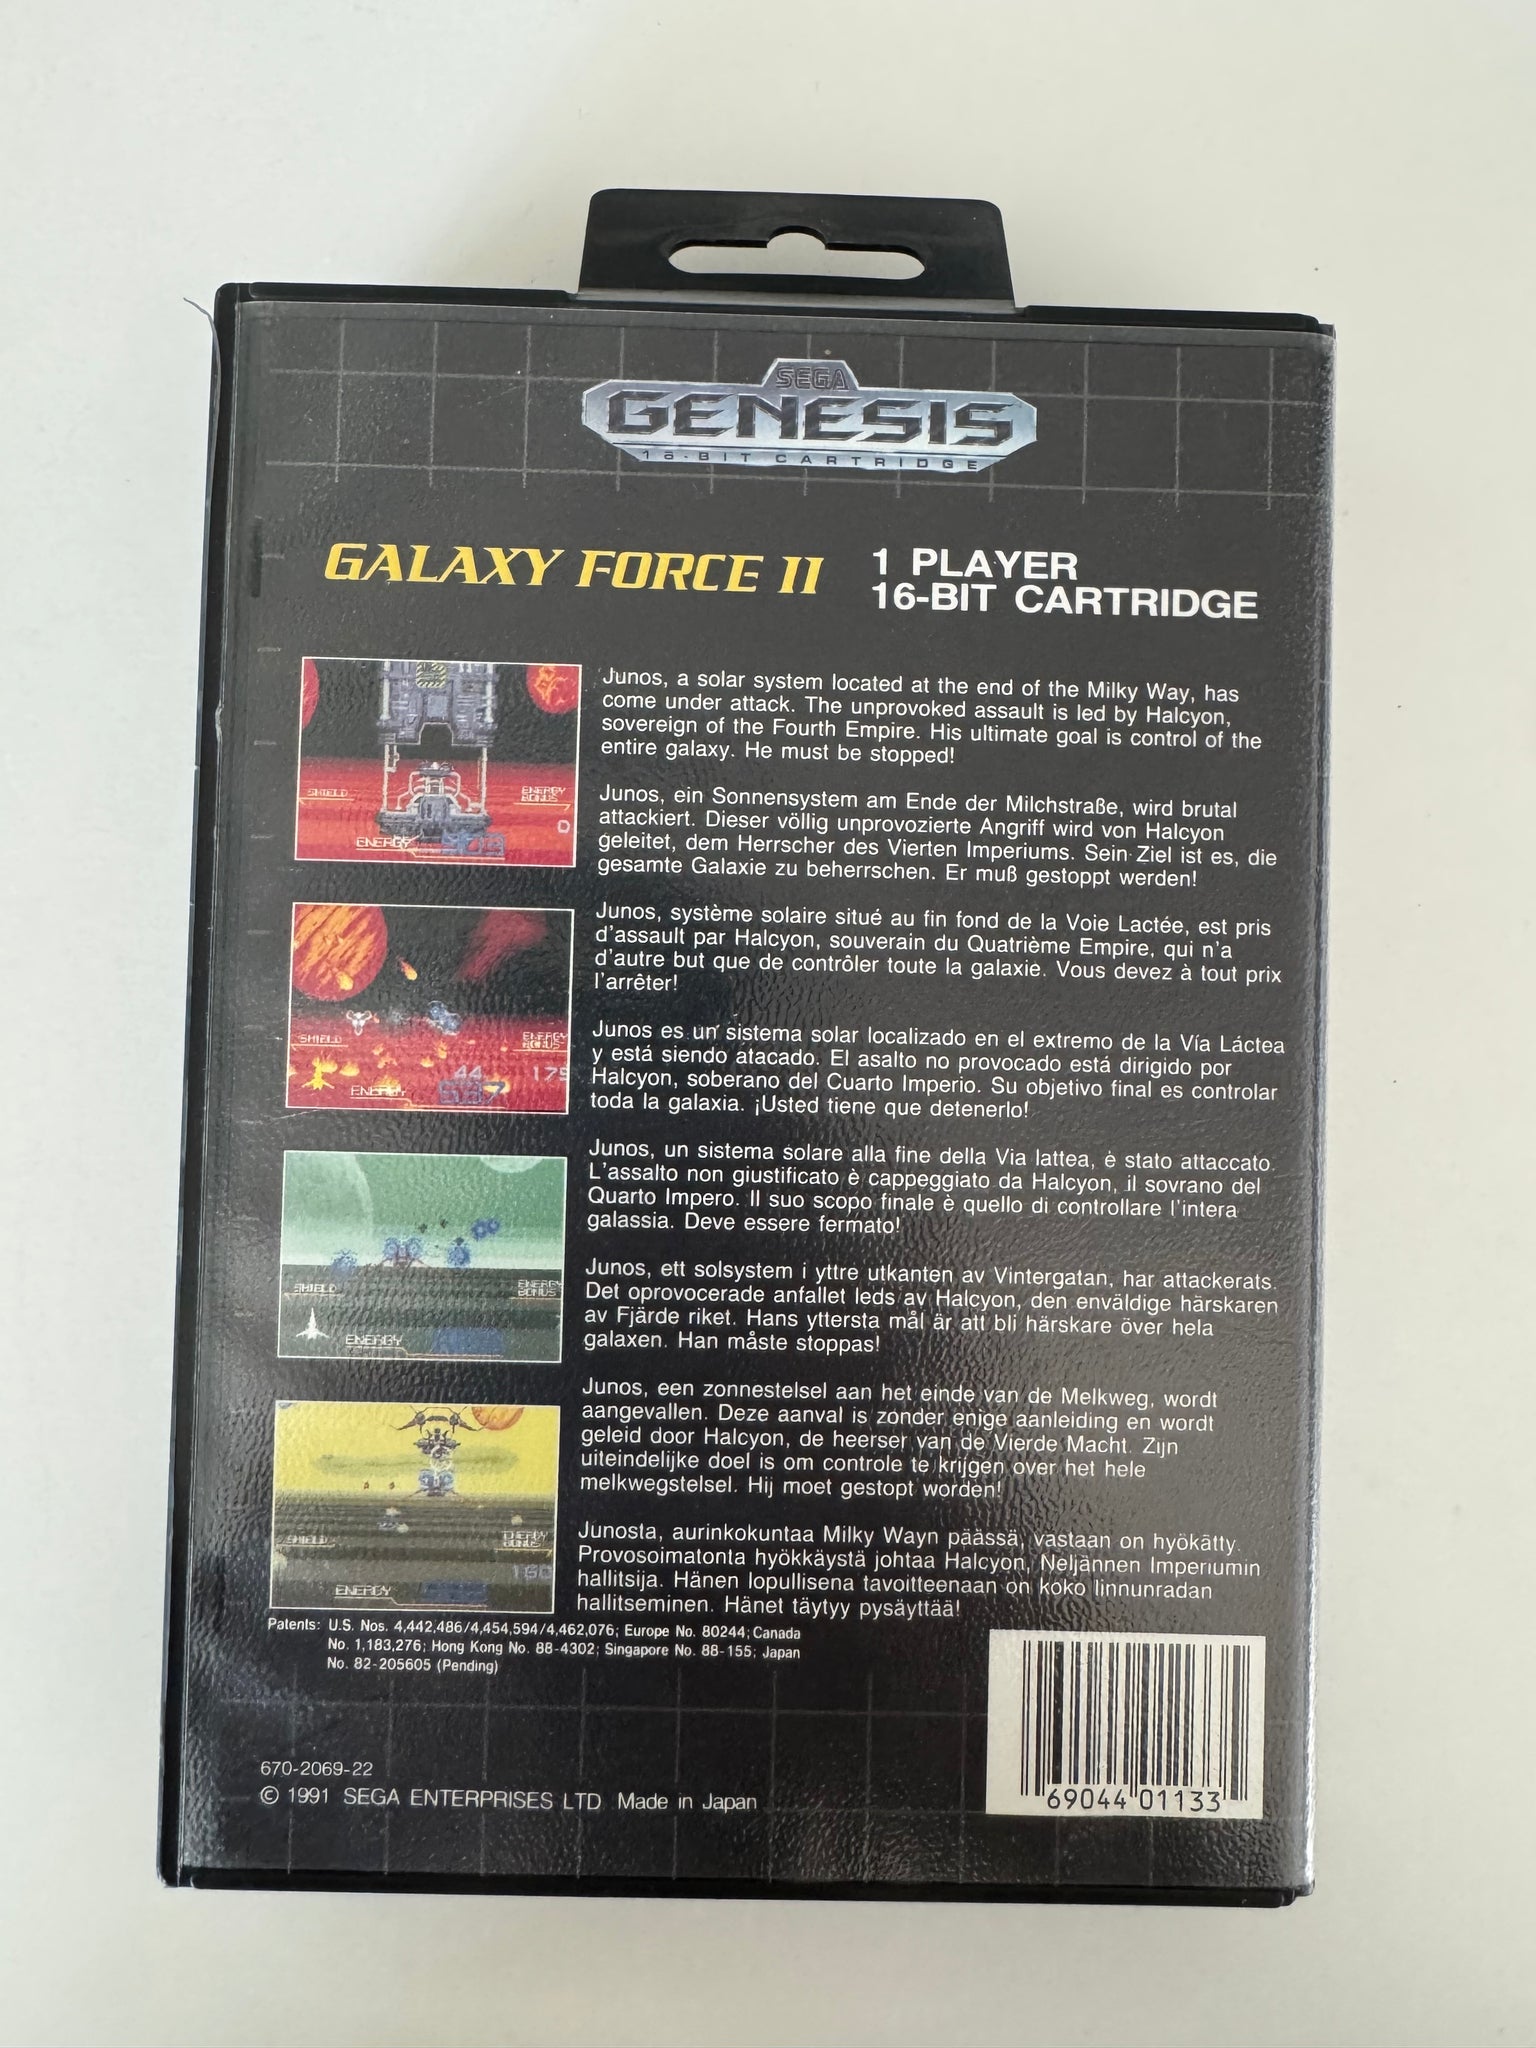 SEGA
GENESIS
16-BIT CARTRIDGE
GALAXY FORCE II
1 PLAYER
16-BIT CARTRIDGE
SHIELD
ENERGY
BONUS
0
ENERGY
Junos, a solar system located at the end of the Milky Way, has
come under attack. The unprovoked assault is led by Halcyon,
sovereign of the Fourth Empire. His ultimate goal is control of the
entire galaxy. He must be stopped!
Junos, ein Sonnensystem am Ende der Milchstraße, wird brutal
attackiert. Dieser völlig unprovozierte Angriff wird von Halcyon
geleitet, dem Herrscher des Vierten Imperiums. Sein Ziel ist es, die
gesamte Galaxie zu beherrschen. Er muß gestoppt werden!
SHIELD
ENERGY
BONUS
44
175
ENERGY
Junos, système solaire situé au fin fond de la Voie Lactée, est pris
d'assault par Halcyon, souverain du Quatrième Empire, qui n'a
d'autre but que de contrôler toute la galaxie. Vous devez à tout prix
l'arrêter!
Junos es un sistema solar localizado en el extremo de la Vía Láctea
y está siendo atacado. El asalto no provocado está dirigido por
Halcyon, soberano del Cuarto Imperio. Su objetivo final es controlar
toda la galaxia. ¡Usted tiene que detenerlo!
SHIELD
ENERGY
BONUS
ENERGY
Junos, un sistema solare alla fine della Via lattea, è stato attaccato.
L'assalto non giustificato è cappeggiato da Halcyon, il sovrano del
Quarto Impero. Il suo scopo finale è quello di controllare l'intera
galassia. Deve essere fermato!
Junos, ett solsystem i yttre utkanten av Vintergatan, har attackerats.
Det oprovocerade anfallet leds av Halcyon, den enväldige härskaren
av Fjärde riket. Hans yttersta mål är att bli härskare över hela
galaxen. Han måste stoppas!
SHIELD
ENERGY
BONUS
160
ENERGY
Junos, een zonnestelsel aan het einde van de Melkweg, wordt
aangevallen. Deze aanval is zonder enige aanleiding en wordt
geleid door Halcyon, de heerser van de Vierde Macht. Zijn
uiteindelijke doel is om controle te krijgen over het hele
melkwegstelsel. Hij moet gestopt worden!
Junosta, aurinkokuntaa Milky Wayn päässä, vastaan on hyökätty.
Provosoimatonta hyökkäystä johtaa Halcyon, Neljännen Imperiumin
hallitsija. Hänen lopullisena tavoitteenaan on koko linnunradan
hallitseminen. Hänet täytyy pysäyttää!
Patents: U.S. Nos. 4,442,486/4,454,594/4,462,076; Europe No. 80244; Canada
No. 1,183,276; Hong Kong No. 88-4302; Singapore No. 88-155; Japan
No. 82-205605 (Pending)
670-2069-22
© 1991 SEGA ENTERPRISES LTD. Made in Japan
69044 01133